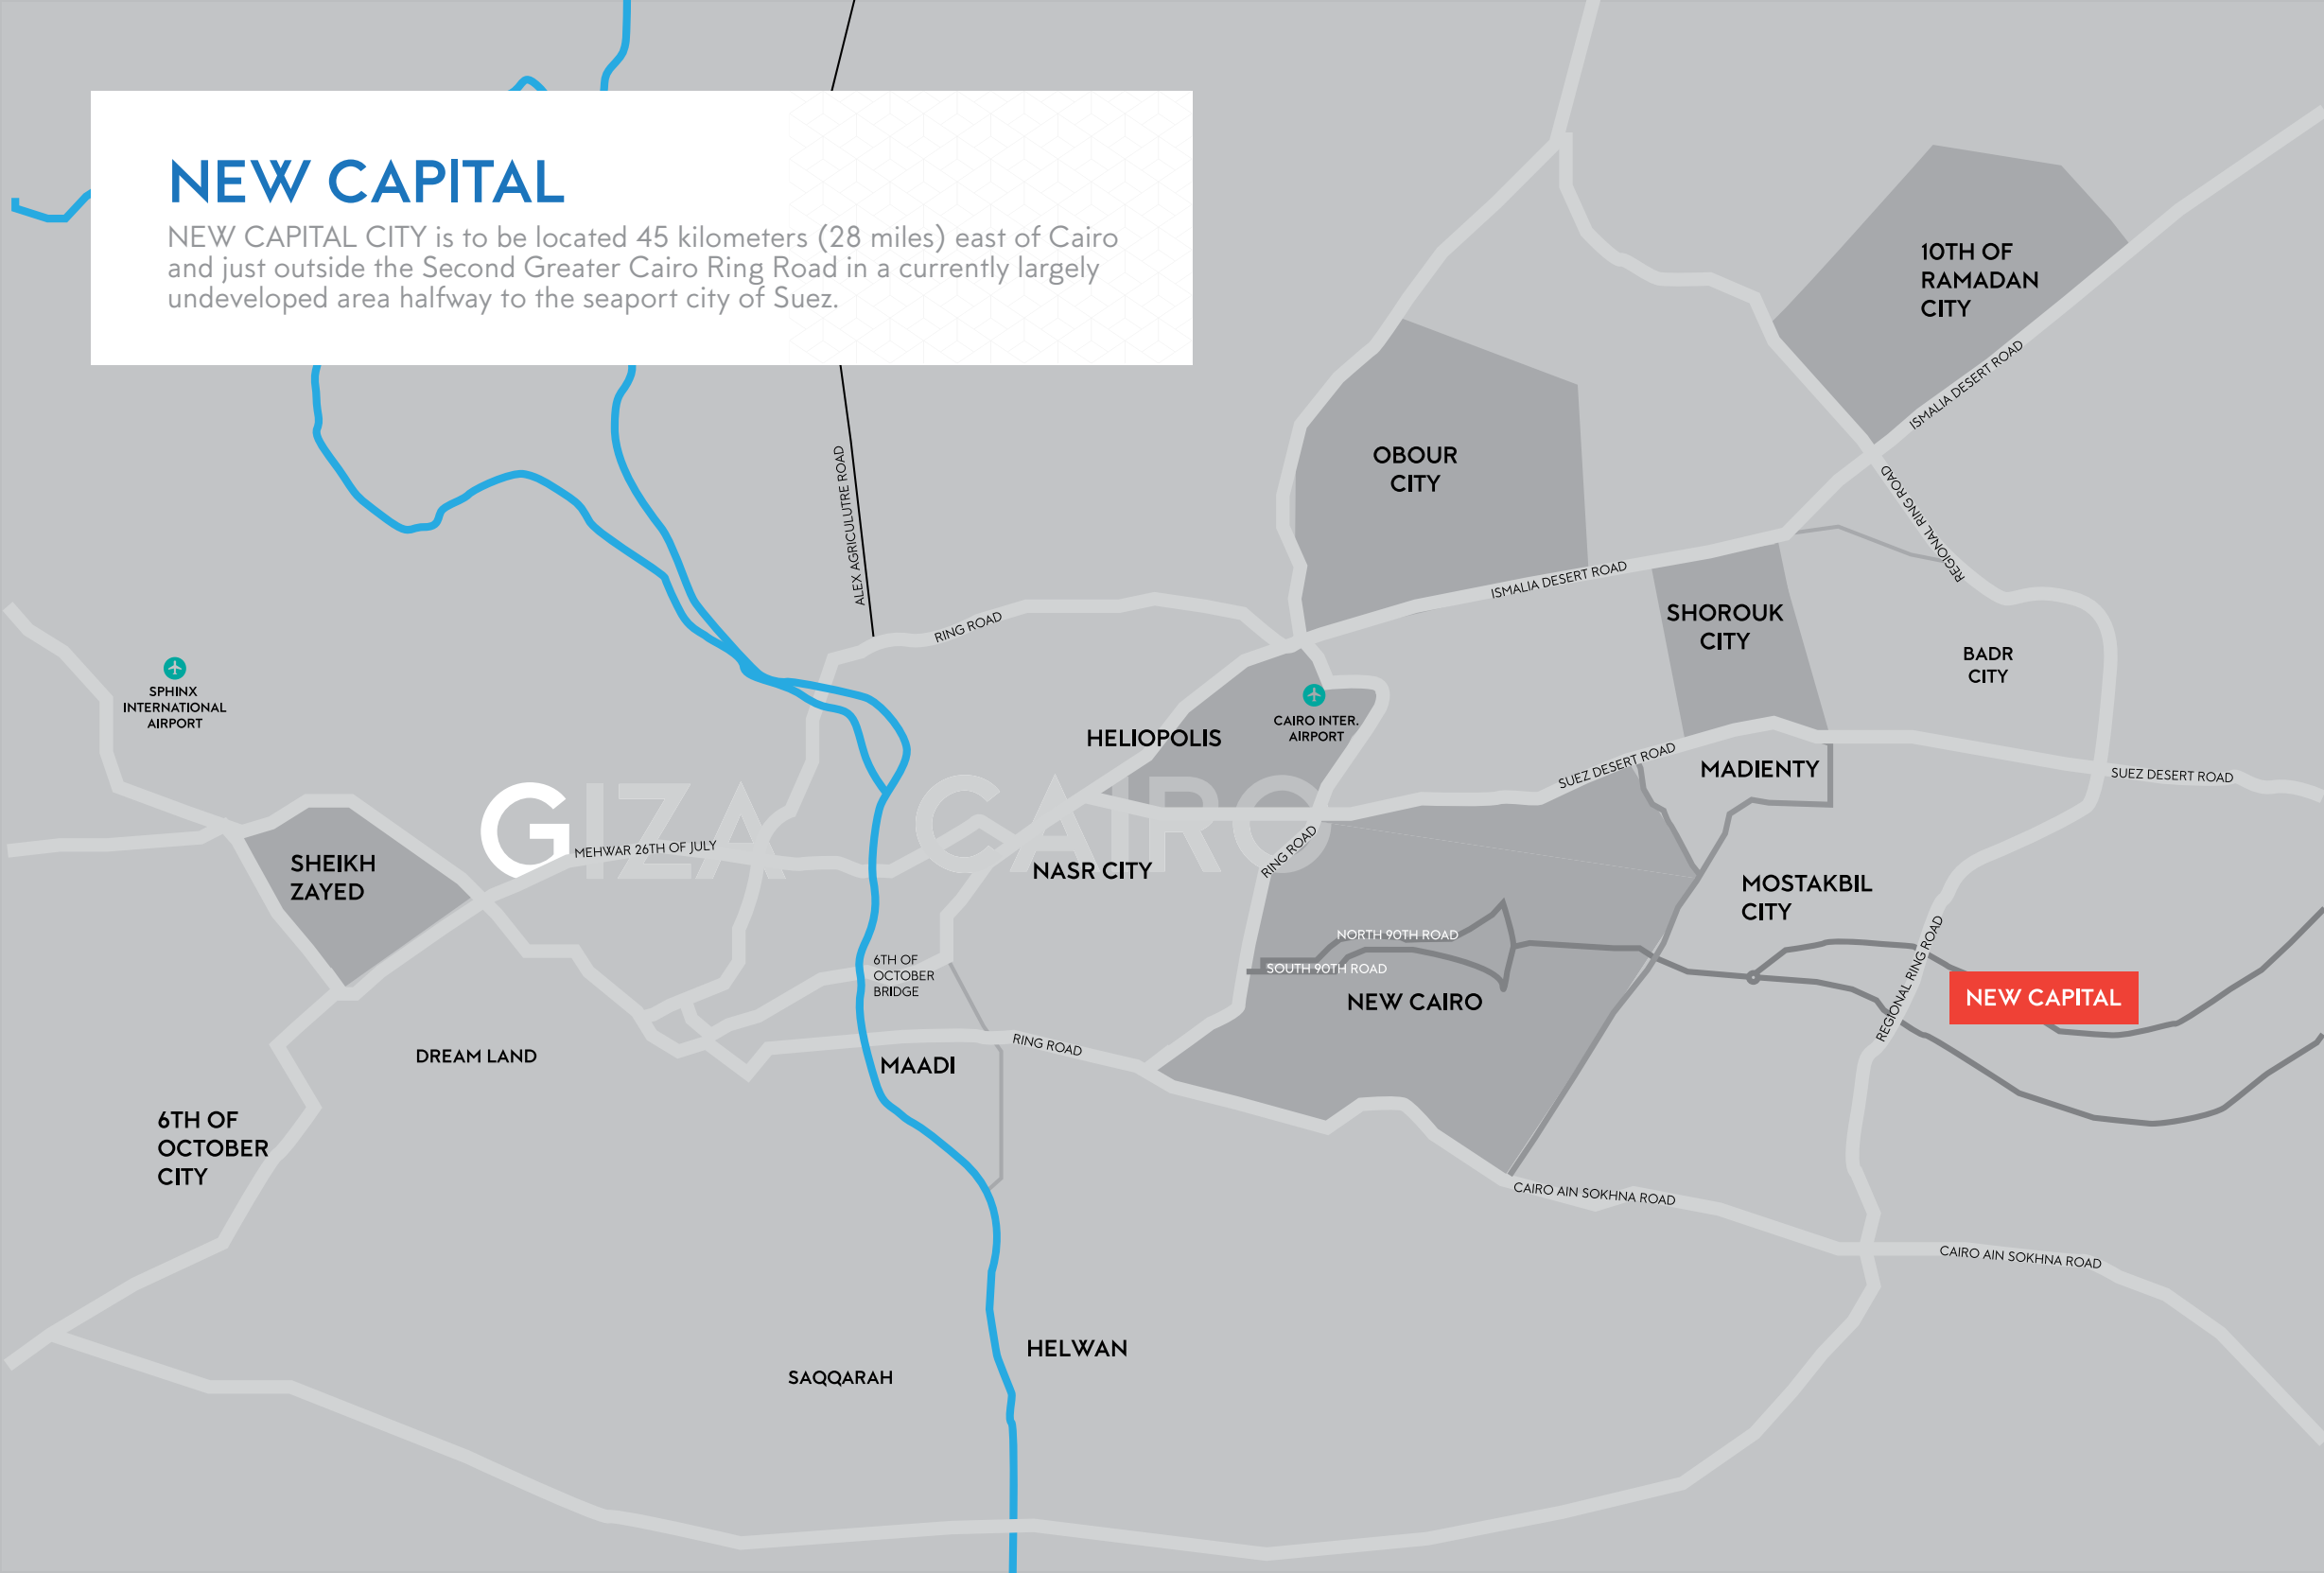 NEW CAPITAL
NEW CAPITAL CITY is to be located 45 kilometers (28 miles) east of Cairo
and just outside the Second Greater Cairo Ring Road in a currently largely
undeveloped area halfway to the seaport city of Suez.
10TH OF
RAMADAN
CITY
ISMALIA DESERT ROAD
OBOUR
CITY
ALEX AGRICULUTRE ROAD
REGIONAL RING ROAD
ISMALIA DESERT ROAD
RING ROAD
SHOROUK
CITY
BADR
CITY
SPHINX
INTERNATIONAL
AIRPORT
HELIOPOLIS
CAIRO INTER.
AIRPORT
SUEZ DESERT ROAD
MADIENTY
SUEZ DESERT ROAD
GIZA
CAIRO
MEHWAR 26TH OF JULY
SHEIKH
ZAYED
NASR CITY
RING ROAD
MOSTAKBIL
CITY
NORTH 90TH ROAD
SOUTH 90TH ROAD
6TH OF
OCTOBER
BRIDGE
NEW CAIRO
REGIONAL RING ROAD
NEW CAPITAL
DREAM LAND
MAADI
RING ROAD
6TH OF
OCTOBER
CITY
CAIRO AIN SOKHNA ROAD
CAIRO AIN SOKHNA ROAD
HELWAN
SAQQARAH